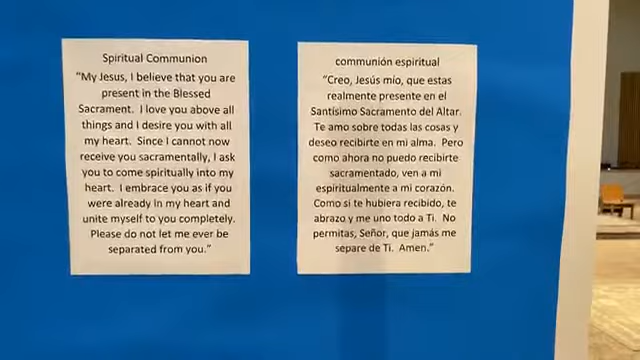 Spiritual Communion
“My Jesus, I believe that you are
present in the Blessed
Sacrament. I love you above all
things and I desire you with all
my heart. Since I cannot now
receive you sacramentally, I ask
you to come spiritually into my
heart. I embrace you as if you
were already in my heart and
unite myself to you completely.
Please do not let me ever be
separated from you.”
communión espiritual
“Creo, Jesús mío, que estas
realmente presente en el
Santísimo Sacramento del Altar.
Te amo sobre todas las cosas y
deseo recibirte en mi alma. Pero
como ahora no puedo recibirte
sacramentado, ven a mi
espiritualmente a mi corazón.
Como si te hubiera recibido, te
abrazo y me uno todo a Ti. No
permitas, Señor, que jamás me
separe de Ti. Amen.”